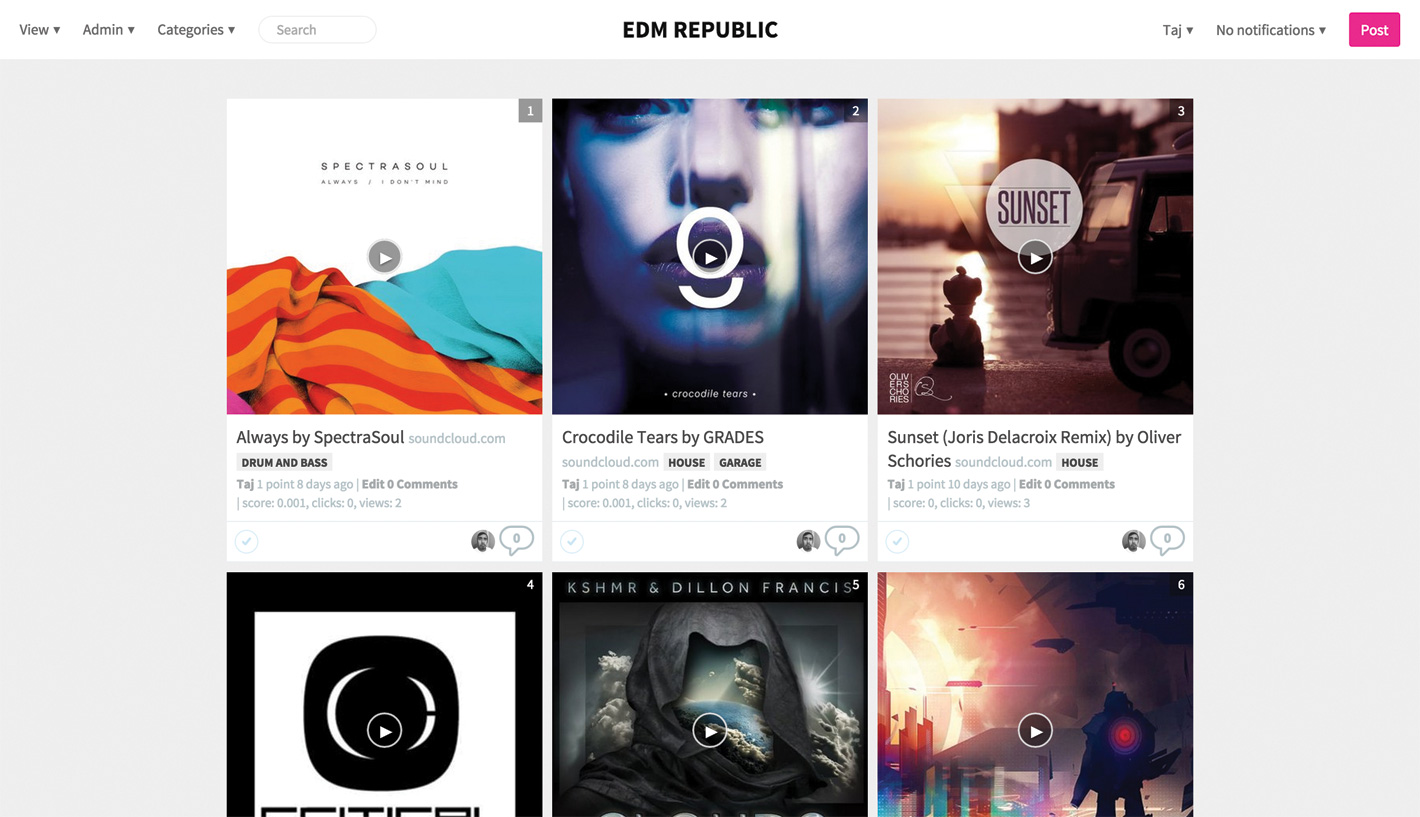 View ▾ Admin ▾ Categories ▾ Search EDM REPUBLIC Taj ▾ No notifications ▾ Post
1
SPECTRASOUL
ALWAYS / I DON'T MIND
Always by SpectraSoul soundcloud.com
DRUM AND BASS
Taj 1 point 8 days ago | Edit 0 Comments
| score: 0.001, clicks: 0, views: 2
0
2
g
• crocodile tears •
Crocodile Tears by GRADES
soundcloud.com HOUSE GARAGE
Taj 1 point 8 days ago | Edit 0 Comments
| score: 0.001, clicks: 0, views: 2
0
3
SUNSET
OLIV
ERS
CHO
RIES
Sunset (Joris Delacroix Remix) by Oliver
Schories soundcloud.com HOUSE
Taj 1 point 10 days ago | Edit 0 Comments
| score: 0, clicks: 0, views: 3
0
4
KSHMR & DILLON FRANCIS
5
6